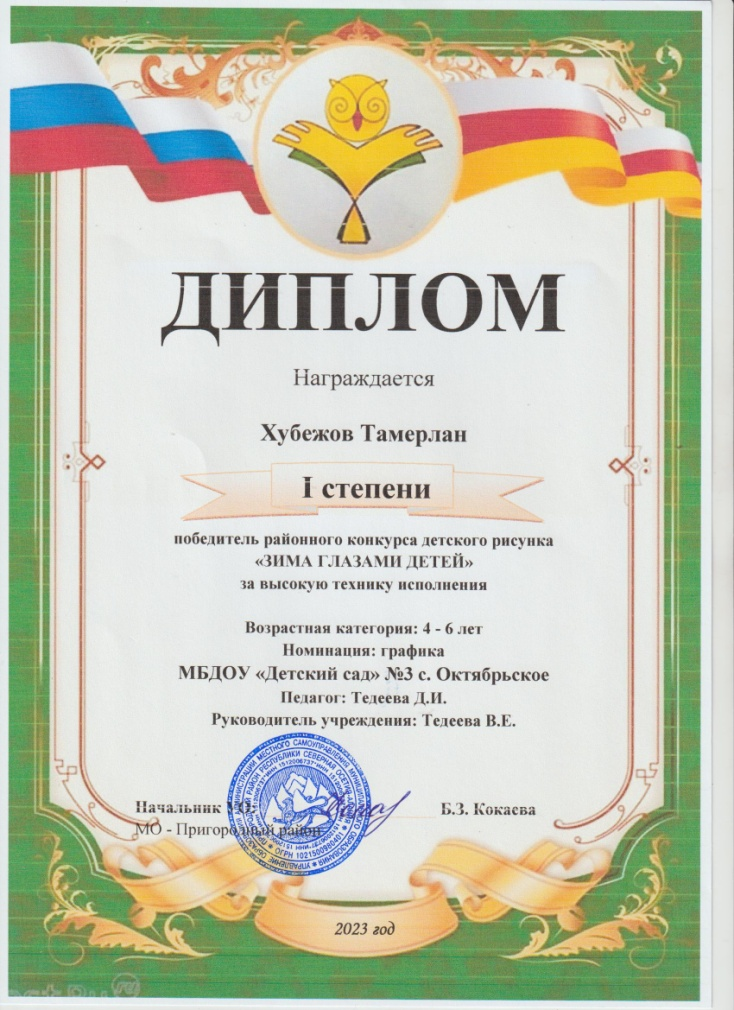 ДИПЛОМ
Награждается
Хубежов Тамерлан
I степени
победитель районного конкурса детского рисунка
«ЗИМА ГЛАЗАМИ ДЕТЕЙ»
за высокую технику исполнения
Возрастная категория: 4 - 6 лет
Номинация: графика
МБДОУ «Детский сад» №3 с. Октябрьское
Педагог: Тедеева Д.И.
Руководитель учреждения: Тедеева В.Е.
Начальник УО: Б.З. Кокаева
МО - Пригородный район
2023 год